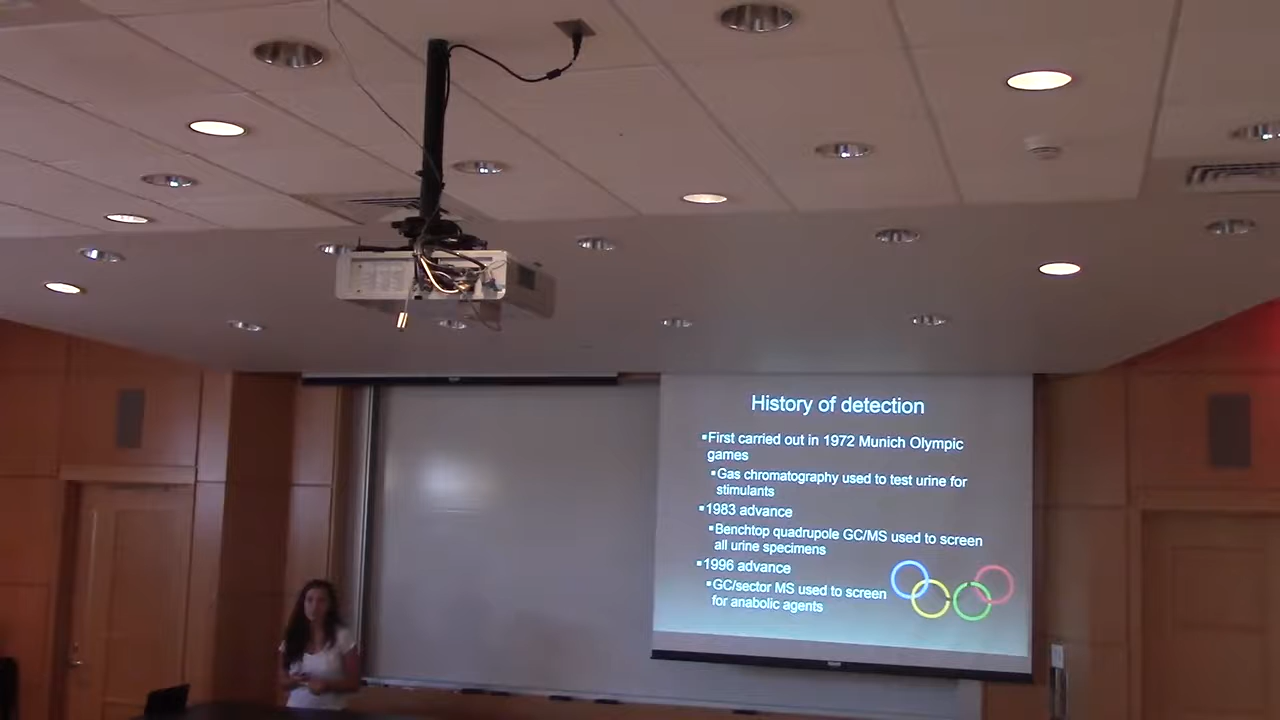 History of detection
▪First carried out in 1972 Munich Olympic
games
▪Gas chromatography used to test urine for
stimulants
▪1983 advance
▪Benchtop quadrupole GC/MS used to screen
all urine specimens
▪1996 advance
▪GC/sector MS used to screen
for anabolic agents